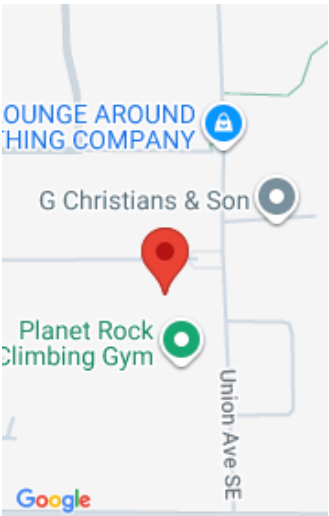 OUNGE AROUND
THING COMPANY
G Christians & Son
Planet Rock
Climbing Gym
Union Ave SE
Google